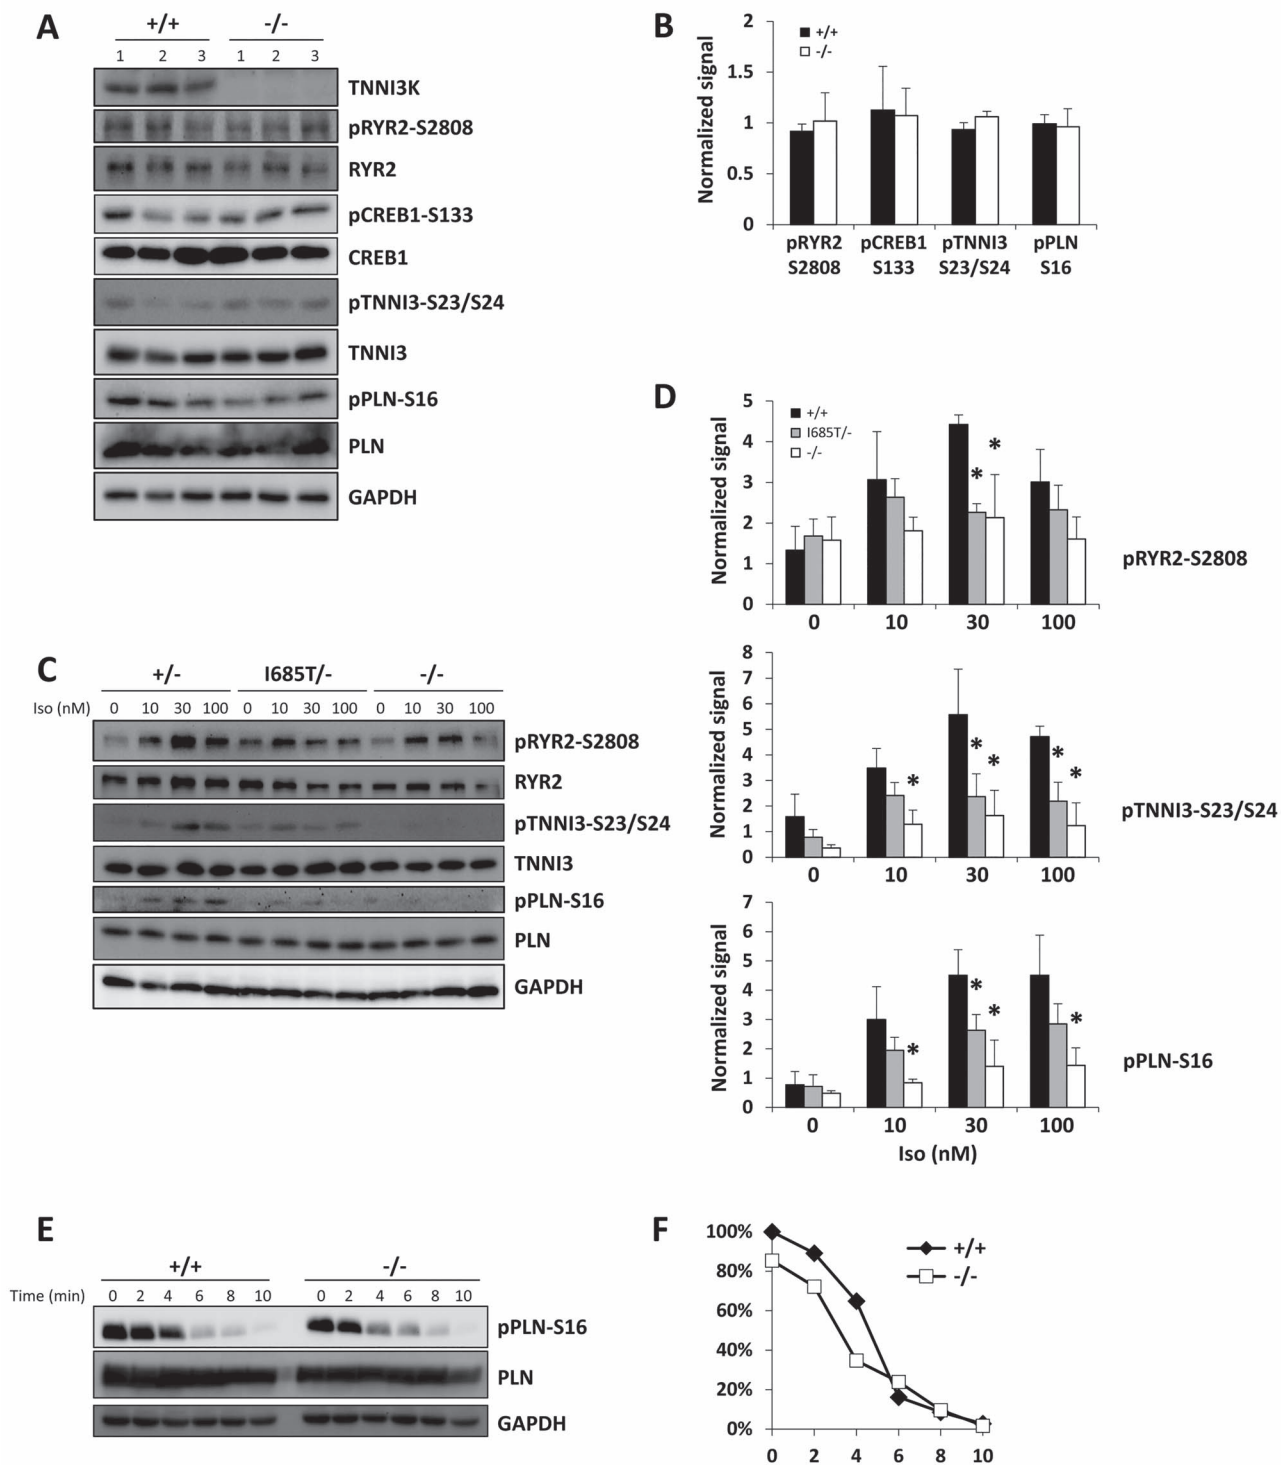 A
+/+ -/-
1 2 3 1 2 3
TNNI3K
pRYR2-S2808
RYR2
pCREB1-S133
CREB1
pTNNI3-S23/S24
TNNI3
pPLN-S16
PLN
GAPDH
B
Normalized signal
2
1.5
1
0.5
0
+/+
-/-
pRYR2 pCREB1 pTNNI3 pPLN
S2808 S133 S23/S24 S16
C
+/- I685T/- -/-
Iso (nM) 0 10 30 100 0 10 30 100 0 10 30 100
pRYR2-S2808
RYR2
pTNNI3-S23/S24
TNNI3
pPLN-S16
PLN
GAPDH
D
Normalized signal
5
4
3
2
1
0
+/+
I685T/-
-/-
* *
0 10 30 100
pRYR2-S2808
Normalized signal
8
7
6
5
4
3
2
1
0
* * * * *
0 10 30 100
pTNNI3-S23/S24
Normalized signal
7
6
5
4
3
2
1
0
* * * *
0 10 30 100
Iso (nM)
pPLN-S16
E
+/+ -/-
Time (min) 0 2 4 6 8 10 0 2 4 6 8 10
pPLN-S16
PLN
GAPDH
F
100%
80%
60%
40%
20%
0%
+/+
-/-
0 2 4 6 8 10